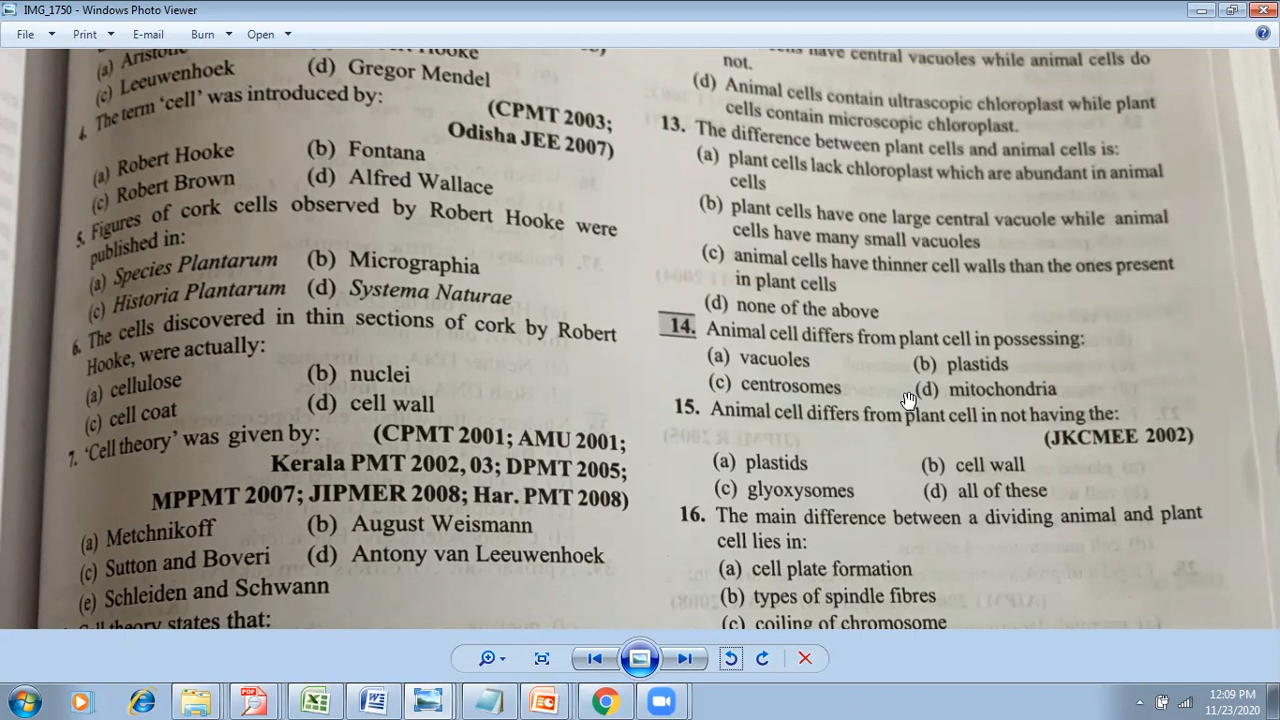 IMG_1750 - Windows Photo Viewer
File Print E-mail Burn Open
(a) Aristotle
Hooke
(c) Leeuwenhoek (d) Gregor Mendel
4. The term 'cell' was introduced by:
(CPMT 2003;
Odisha JEE 2007)
(a) Robert Hooke (b) Fontana
(c) Robert Brown (d) Alfred Wallace
5. Figures of cork cells observed by Robert Hooke were
published in:
(a) Species Plantarum (b) Micrographia
(c) Historia Plantarum (d) Systema Naturae
6. The cells discovered in thin sections of cork by Robert
Hooke, were actually:
(a) cellulose (b) nuclei
(c) cell coat (d) cell wall
7. 'Cell theory' was given by: (CPMT 2001; AMU 2001;
Kerala PMT 2002, 03; DPMT 2005;
MPPMT 2007; JIPMER 2008; Har. PMT 2008)
(a) Metchnikoff (b) August Weismann
(c) Sutton and Boveri (d) Antony van Leeuwenhoek
(e) Schleiden and Schwann
Cell theory states that:
cells have central vacuoles while animal cells do
not.
(d) Animal cells contain ultrascopic chloroplast while plant
cells contain microscopic chloroplast.
13. The difference between plant cells and animal cells is:
(a) plant cells lack chloroplast which are abundant in animal
cells
(b) plant cells have one large central vacuole while animal
cells have many small vacuoles
(c) animal cells have thinner cell walls than the ones present
in plant cells
(d) none of the above
14. Animal cell differs from plant cell in possessing:
(a) vacuoles (b) plastids
(c) centrosomes (d) mitochondria
15. Animal cell differs from plant cell in not having the:
(JKCMEE 2002)
(a) plastids (b) cell wall
(c) glyoxysomes (d) all of these
16. The main difference between a dividing animal and plant
cell lies in:
(a) cell plate formation
(b) types of spindle fibres
(c) coiling of chromosome
12:09 PM
11/23/2020